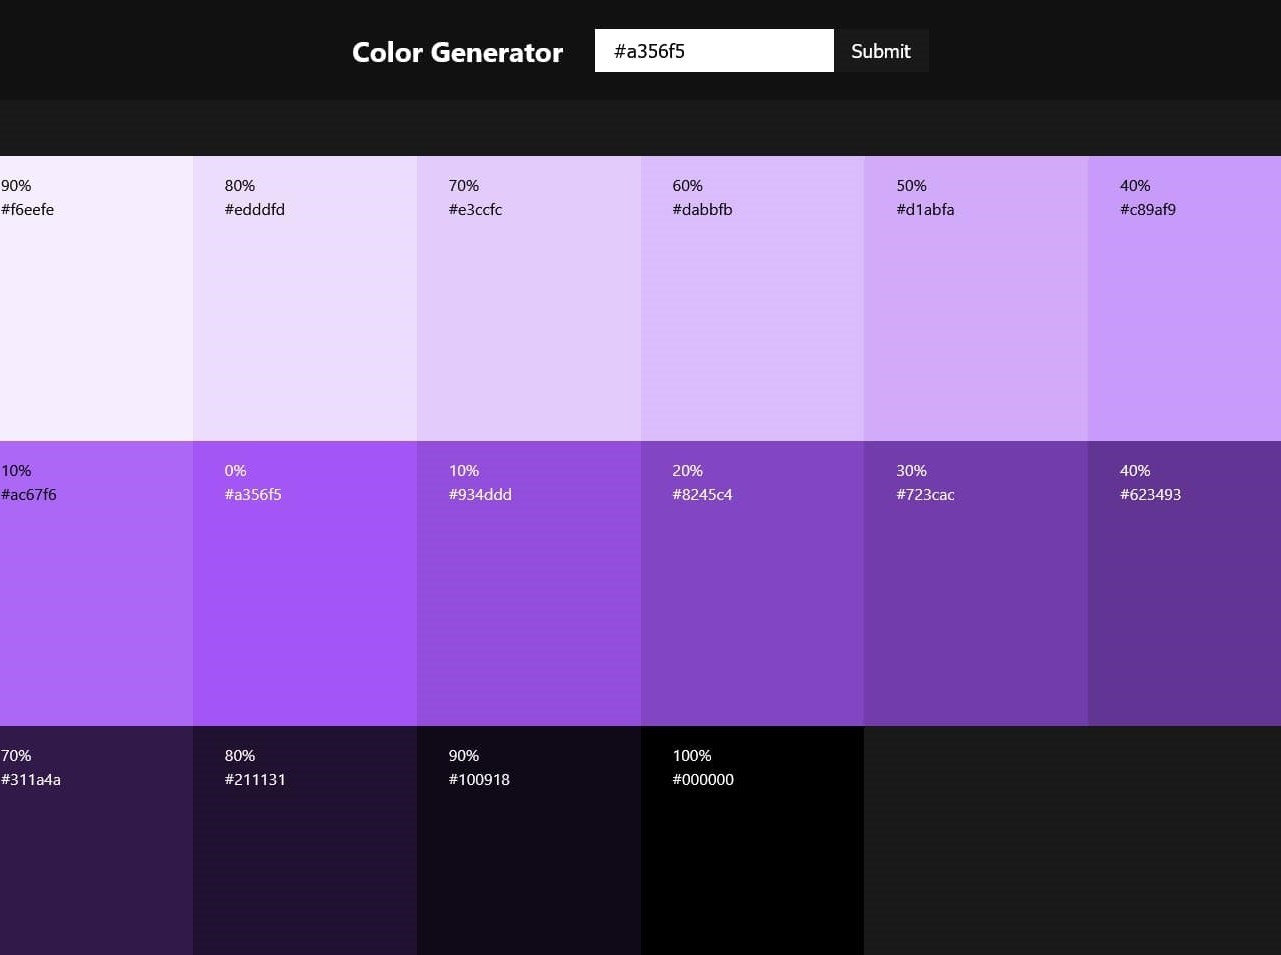 Color Generator
#a356f5
Submit
90%
#f6eefe
80%
#edddfd
70%
#e3ccfc
60%
#dabbfb
50%
#d1abfa
40%
#c89af9
10%
#ac67f6
0%
#a356f5
10%
#934ddd
20%
#8245c4
30%
#723cac
40%
#623493
70%
#311a4a
80%
#211131
90%
#100918
100%
#000000